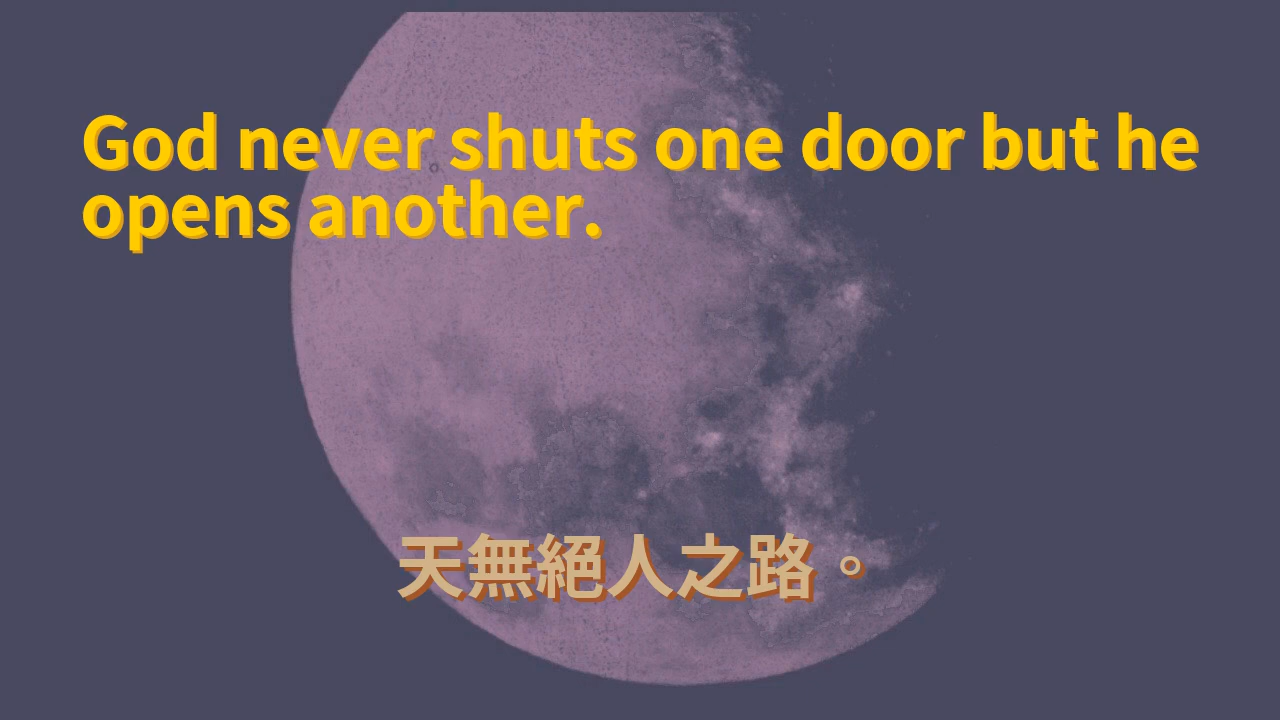 God never shuts one door but he
opens another.
天無絕人之路。